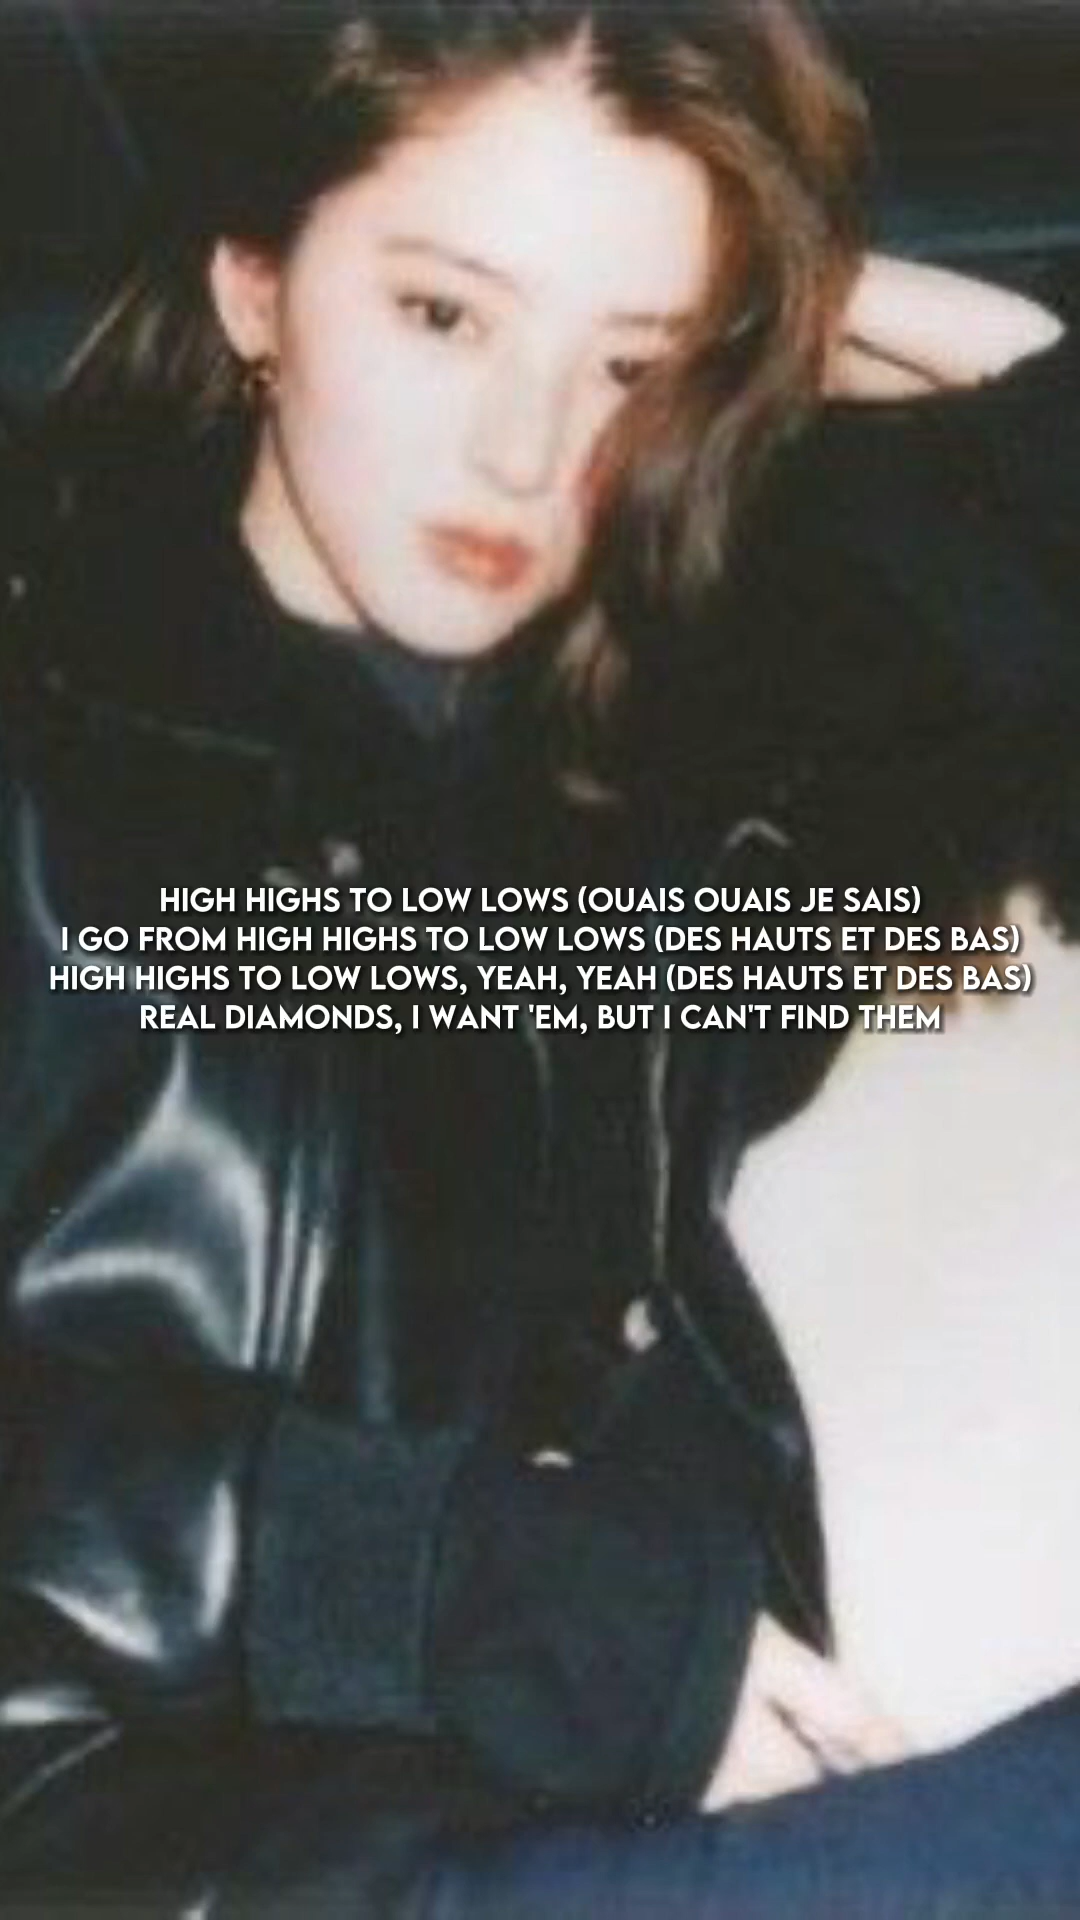 HIGH HIGHS TO LOW LOWS (OUAIS OUAIS JE SAIS)
I GO FROM HIGH HIGHS TO LOW LOWS (DES HAUTS ET DES BAS)
HIGH HIGHS TO LOW LOWS, YEAH, YEAH (DES HAUTS ET DES BAS)
REAL DIAMONDS, I WANT 'EM, BUT I CAN'T FIND THEM